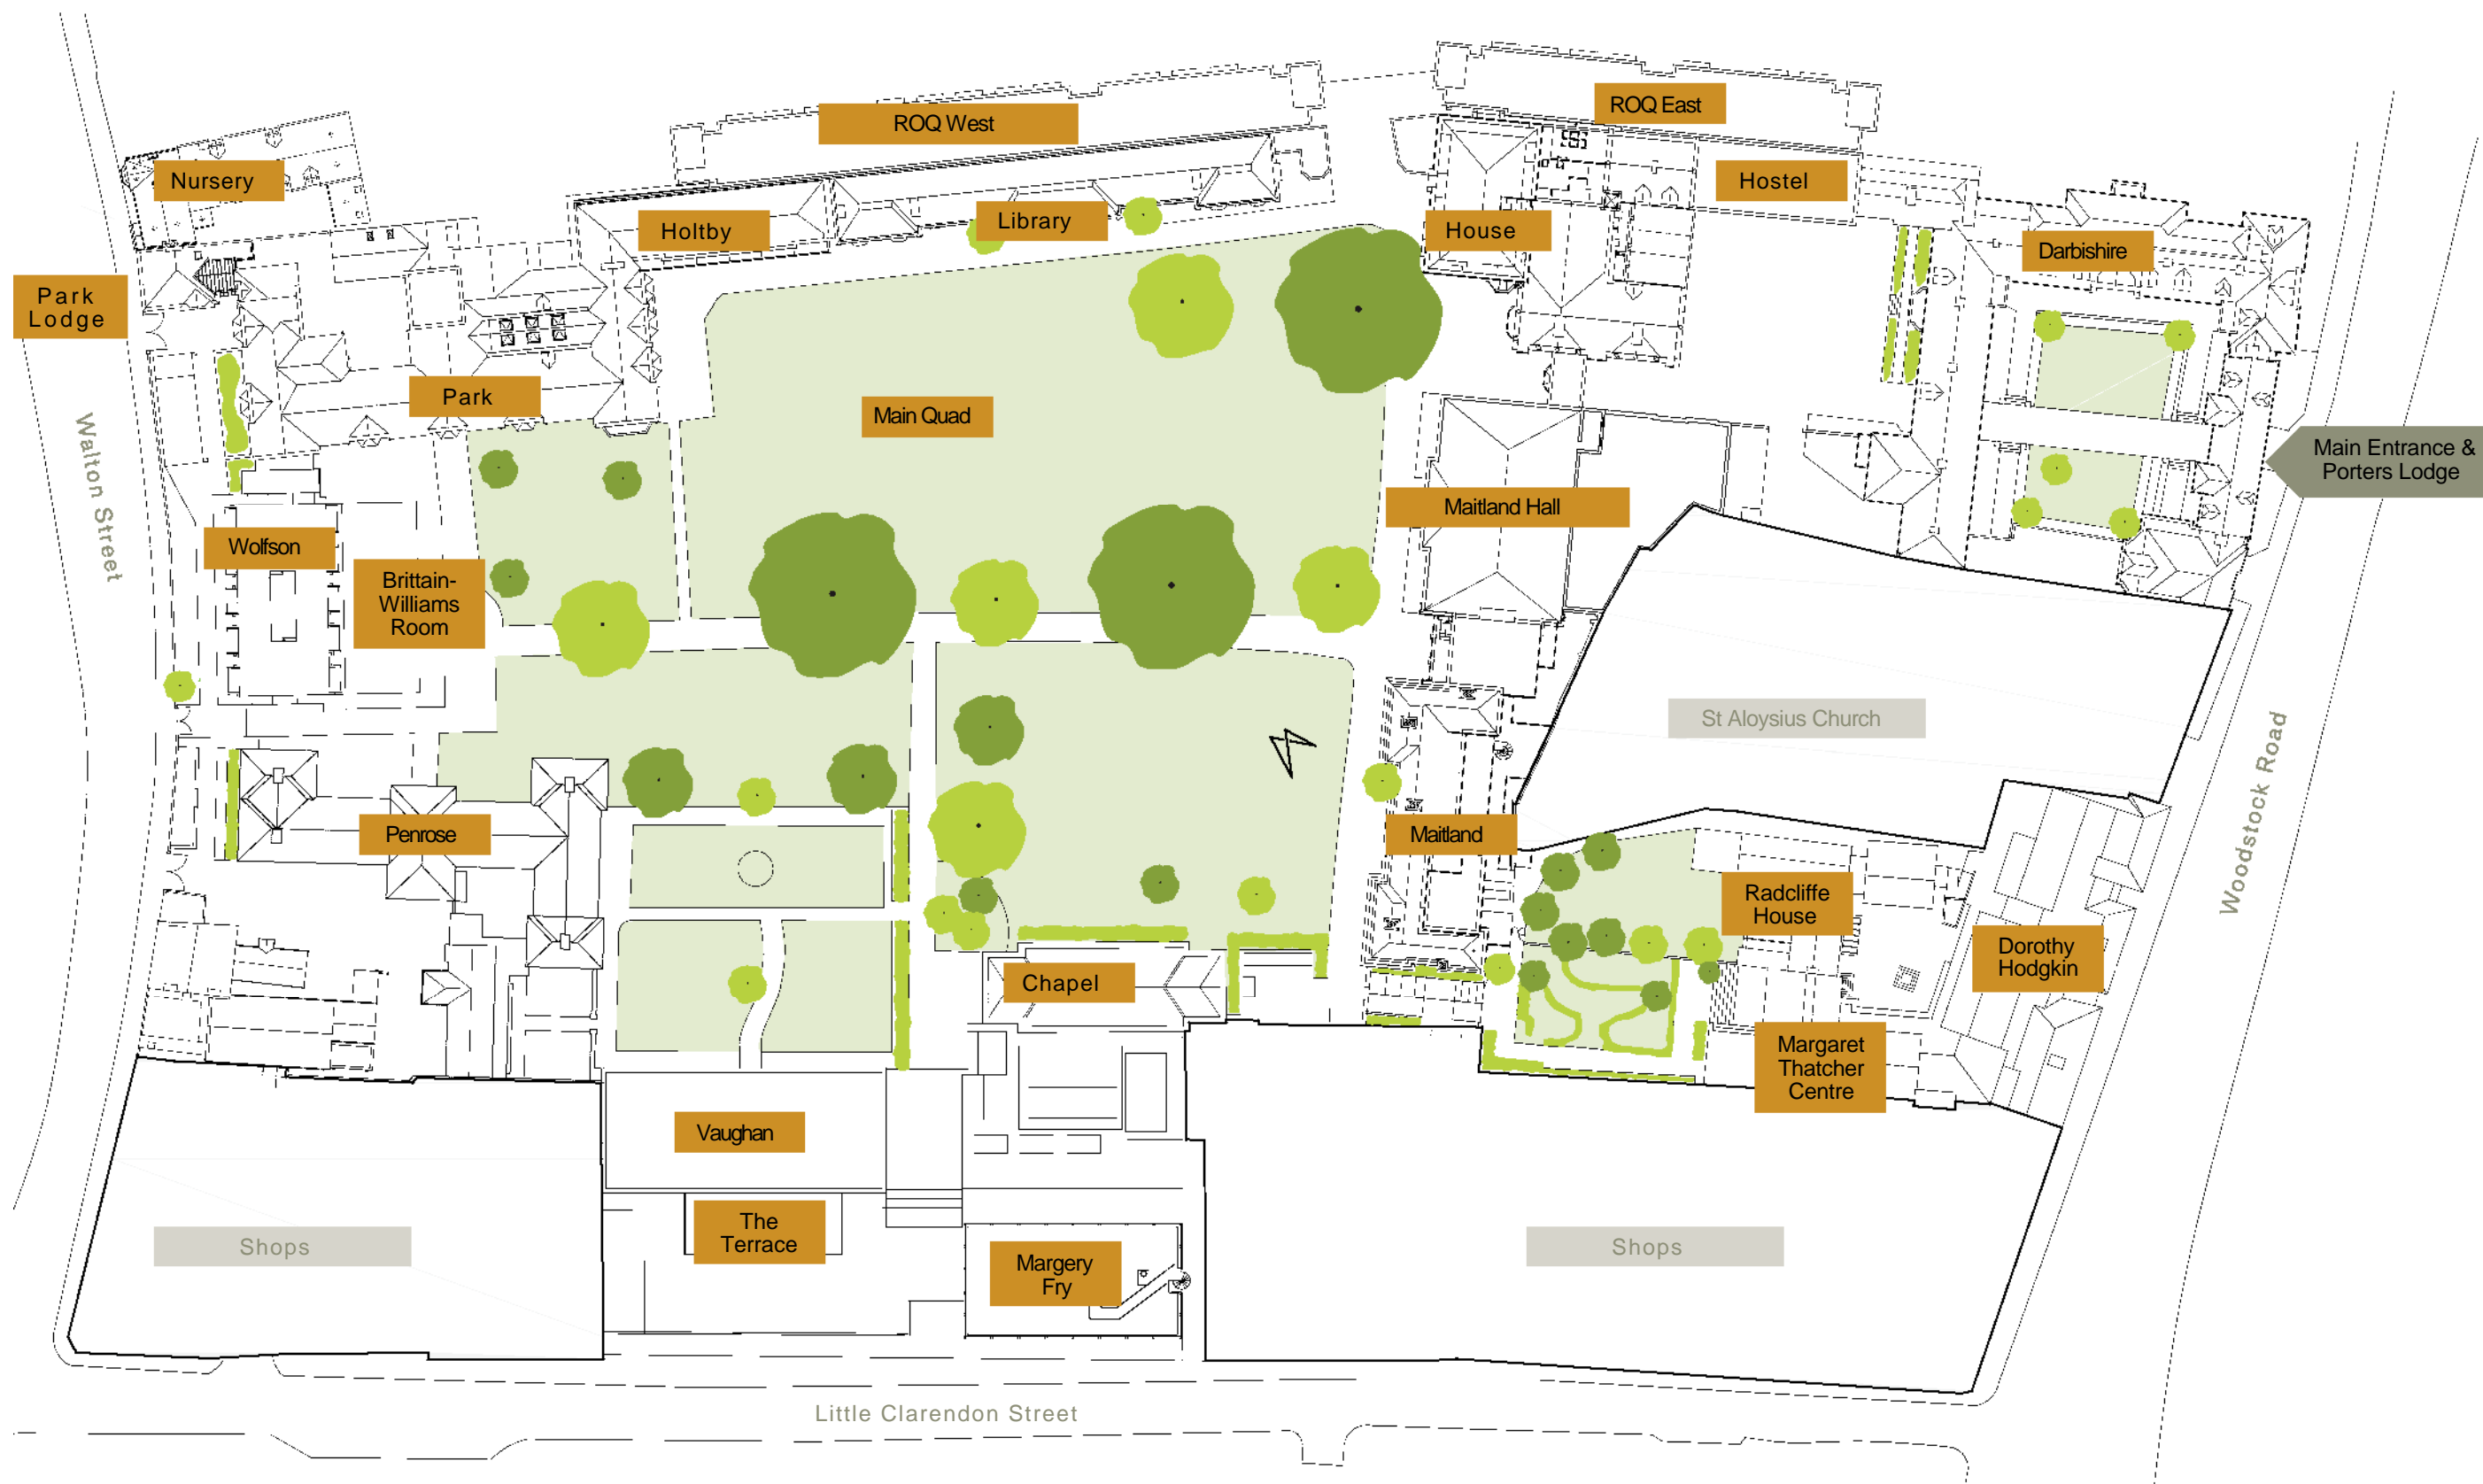 ROQ East
ROQ West
Nursery
Hostel
Holtby
Library
House
Darbishire
Park
Lodge
Park
Main Quad
Main Entrance &
Porters Lodge
Walton Street
Maitland Hall
Wolfson
Brittain-
Williams
Room
St Aloysius Church
Woodstock Road
Penrose
Maitland
Radcliffe
House
Dorothy
Hodgkin
Chapel
Margaret
Thatcher
Centre
Vaughan
The
Terrace
Shops
Margery
Fry
Shops
Little Clarendon Street